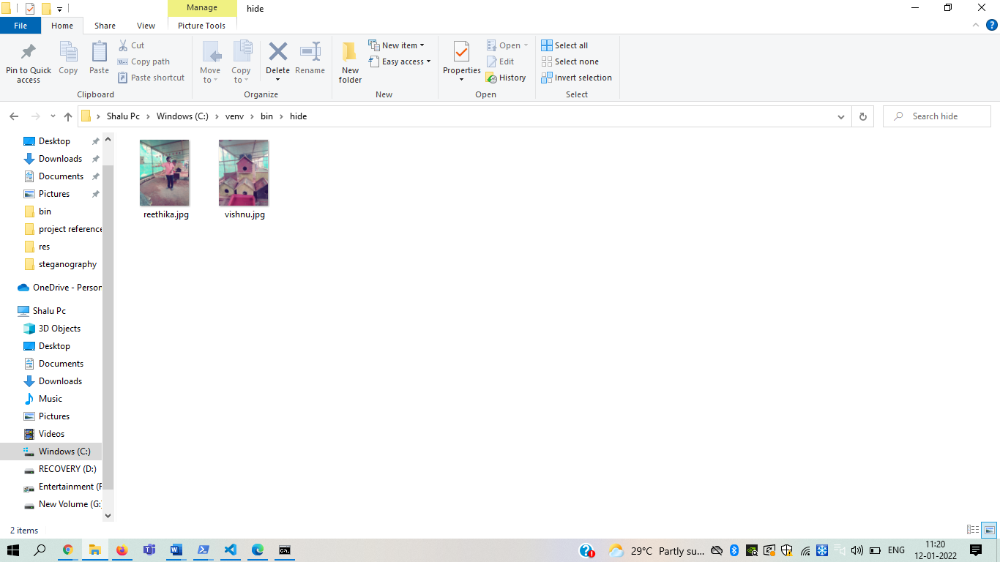 Manage
hide
File
Home
Share
View
Picture Tools
Pin to Quick access
Copy
Paste
Cut
Copy path
Paste shortcut
Clipboard
Move to
Copy to
Delete
Rename
Organize
New folder
New item
Easy access
New
Properties
Open
Edit
History
Open
Select all
Select none
Invert selection
Select
Shalu Pc > Windows (C:) > venv > bin > hide
Search hide
Desktop
Downloads
Documents
Pictures
bin
project reference
res
steganography
OneDrive - Person
Shalu Pc
3D Objects
Desktop
Documents
Downloads
Music
Pictures
Videos
Windows (C:)
RECOVERY (D:)
Entertainment (F
New Volume (G:
reethika.jpg
vishnu.jpg
2 items
29°C Partly su...
ENG
11:20
12-01-2022